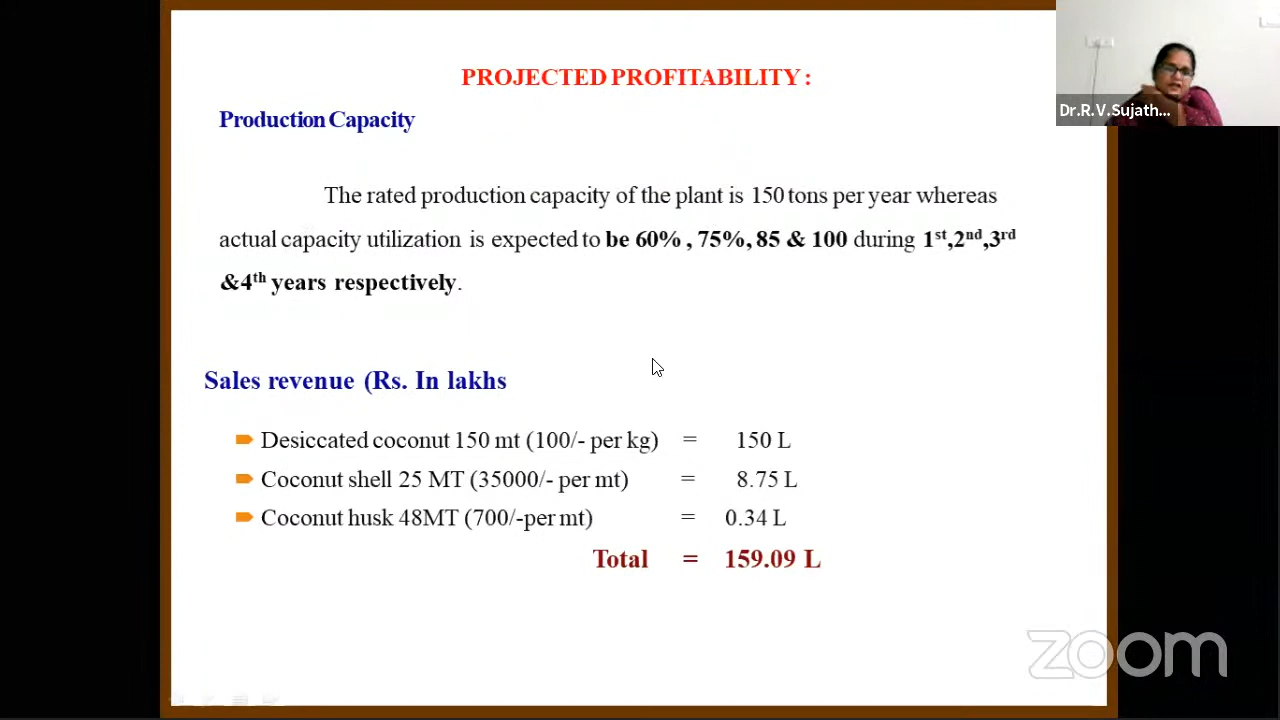 PROJECTED PROFITABILITY :
Dr.R.V.Sujath...
Production Capacity
The rated production capacity of the plant is 150 tons per year whereas
actual capacity utilization is expected to be 60% , 75%, 85 & 100 during 1st,2nd,3rd
&4th years respectively.
Sales revenue (Rs. In lakhs
Desiccated coconut 150 mt (100/- per kg) = 150 L
Coconut shell 25 MT (35000/- per mt) = 8.75 L
Coconut husk 48MT (700/-per mt) = 0.34 L
Total = 159.09 L
zoom